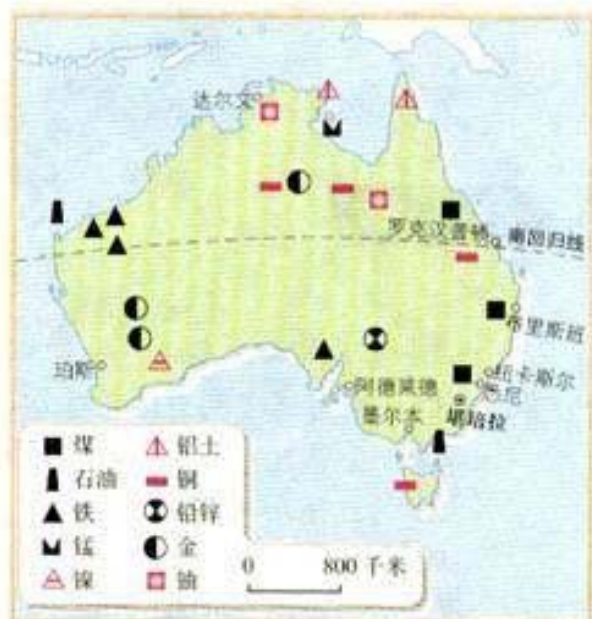 达尔文
罗克汉普顿
南回归线
布里斯班
纽卡斯尔
悉尼
堪培拉
珀斯
阿德莱德
墨尔本
煤 铝土
石油 铜
铁 铅锌
锰 金
镍 铀
0 800 千米